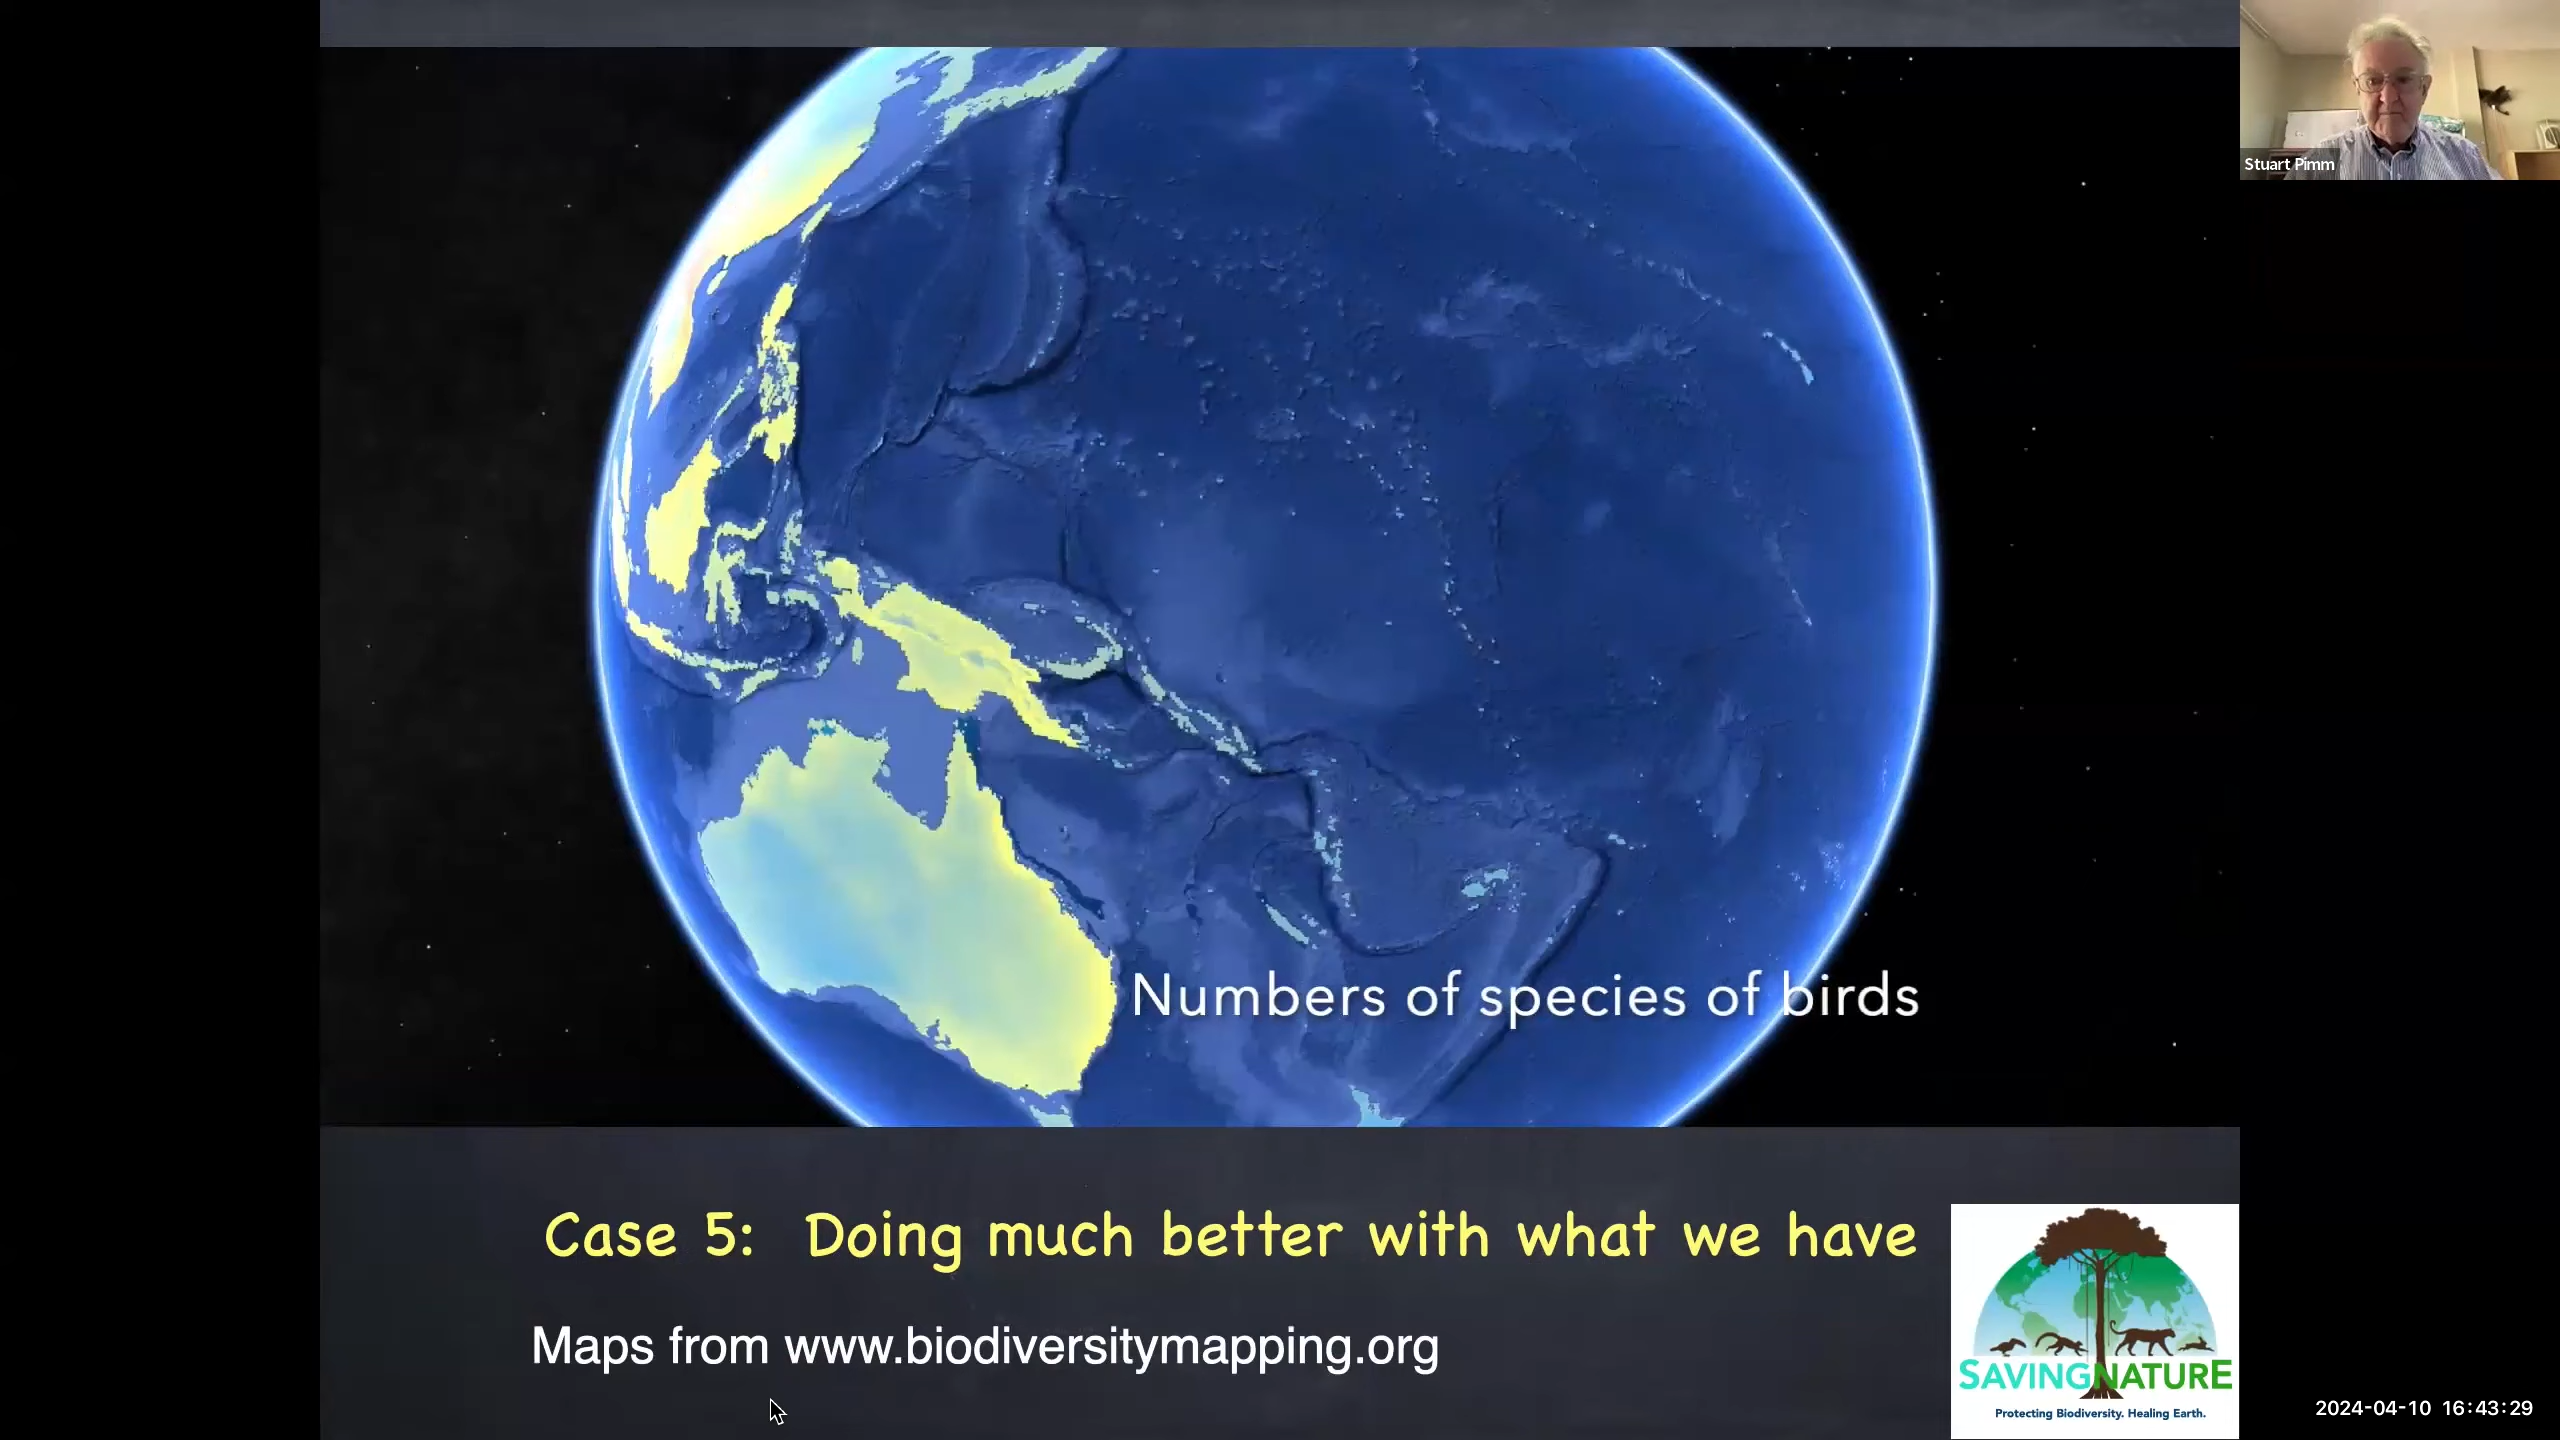 Stuart Pimm
Numbers of species of birds
Case 5: Doing much better with what we have
Maps from www.biodiversitymapping.org
SAVINGNATURE
Protecting Biodiversity. Healing Earth.
2024-04-10 16:43:29